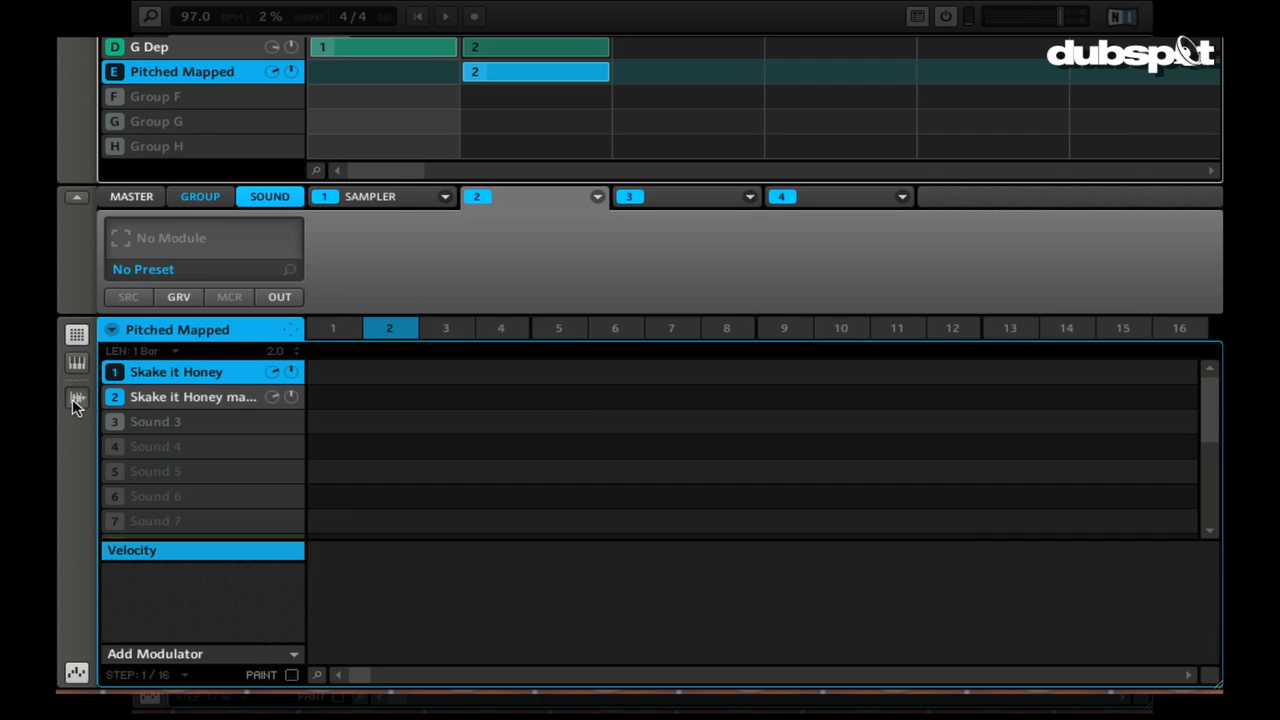 97.0 BPM 2 % SWING 4/4 SIG
dubspot
D G Dep 1 2
E Pitched Mapped 2
F Group F
G Group G
H Group H
MASTER GROUP SOUND 1 SAMPLER 2 3 4
No Module
No Preset
SRC GRV MCR OUT
Pitched Mapped 1 2 3 4 5 6 7 8 9 10 11 12 13 14 15 16
LEN: 1 Bar 2.0
1 Skake it Honey
2 Skake it Honey ma...
3 Sound 3
4 Sound 4
5 Sound 5
6 Sound 6
7 Sound 7
Velocity
Add Modulator
STEP: 1 / 16 PAINT